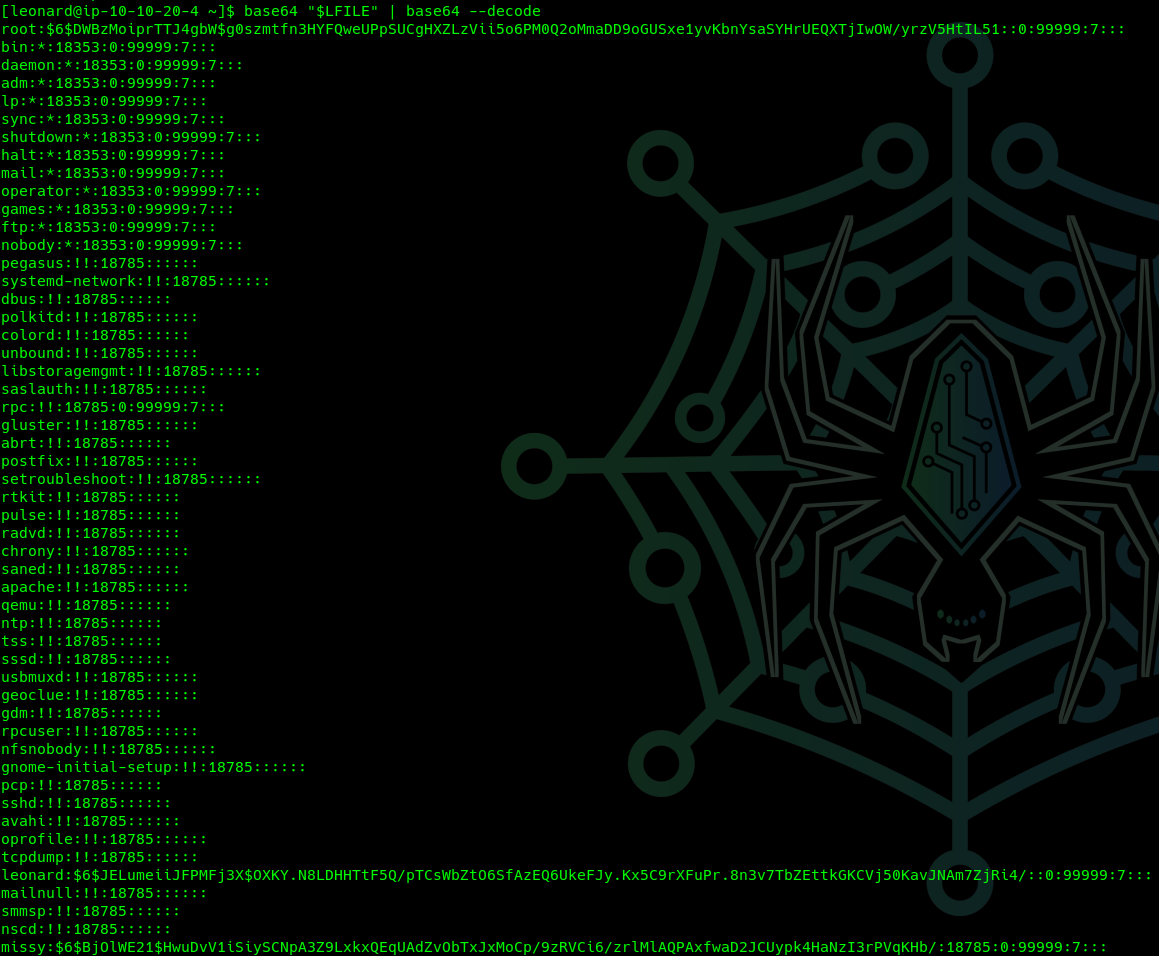 [leonard@ip-10-10-20-4 ~]$ base64 "$LFILE" | base64 --decode
root:$6$DWBzMoiprTTJ4gbW$g0szmtfn3HYFQweUPpSUCgHXZLzVii5o6PM0Q2oMmaDD9oGUSxe1yvKbnYsaSYHrUEQXTjIwOW/yrzV5HtIL51::0:99999:7:::
bin:*:18353:0:99999:7:::
daemon:*:18353:0:99999:7:::
adm:*:18353:0:99999:7:::
lp:*:18353:0:99999:7:::
sync:*:18353:0:99999:7:::
shutdown:*:18353:0:99999:7:::
halt:*:18353:0:99999:7:::
mail:*:18353:0:99999:7:::
operator:*:18353:0:99999:7:::
games:*:18353:0:99999:7:::
ftp:*:18353:0:99999:7:::
nobody:*:18353:0:99999:7:::
pegasus:!!:18785::::::
systemd-network:!!:18785::::::
dbus:!!:18785::::::
polkitd:!!:18785::::::
colord:!!:18785::::::
unbound:!!:18785::::::
libstoragemgmt:!!:18785::::::
saslauth:!!:18785::::::
rpc:!!:18785:0:99999:7:::
gluster:!!:18785::::::
abrt:!!:18785::::::
postfix:!!:18785::::::
setroubleshoot:!!:18785::::::
rtkit:!!:18785::::::
pulse:!!:18785::::::
radvd:!!:18785::::::
chrony:!!:18785::::::
saned:!!:18785::::::
apache:!!:18785::::::
qemu:!!:18785::::::
ntp:!!:18785::::::
tss:!!:18785::::::
sssd:!!:18785::::::
usbmuxd:!!:18785::::::
geoclue:!!:18785::::::
gdm:!!:18785::::::
rpcuser:!!:18785::::::
nfsnobody:!!:18785::::::
gnome-initial-setup:!!:18785::::::
pcp:!!:18785::::::
sshd:!!:18785::::::
avahi:!!:18785::::::
oprofile:!!:18785::::::
tcpdump:!!:18785::::::
leonard:$6$JELumeiiJFPMFj3X$OXKY.N8LDHHTtF5Q/pTCsWbZtO6SfAzEQ6UkeFJy.Kx5C9rXFuPr.8n3v7TbZEttkGKCVj50KavJNAm7ZjRi4/::0:99999:7:::
mailnull:!!:18785::::::
smmsp:!!:18785::::::
nscd:!!:18785::::::
missy:$6$BjOlWE21$HwuDvV1iSiySCNpA3Z9LxkxQEqUAdZvObTxJxMoCp/9zRVCi6/zrlMlAQPAxfwaD2JCUypk4HaNzI3rPVqKHb/:18785:0:99999:7:::